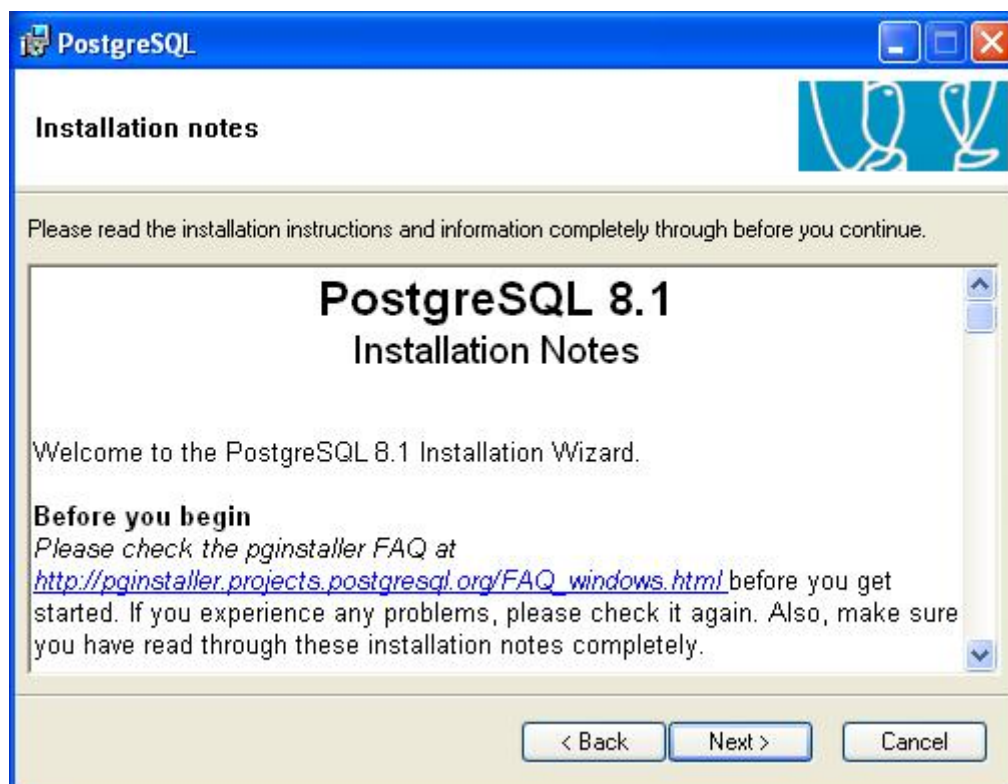 PostgreSQL
Installation notes
Please read the installation instructions and information completely through before you continue.
PostgreSQL 8.1
Installation Notes
Welcome to the PostgreSQL 8.1 Installation Wizard.
Before you begin
Please check the pginstaller FAQ at
http://pginstaller.projects.postgresql.org/FAQ_windows.html before you get
started. If you experience any problems, please check it again. Also, make sure
you have read through these installation notes completely.
< Back Next > Cancel